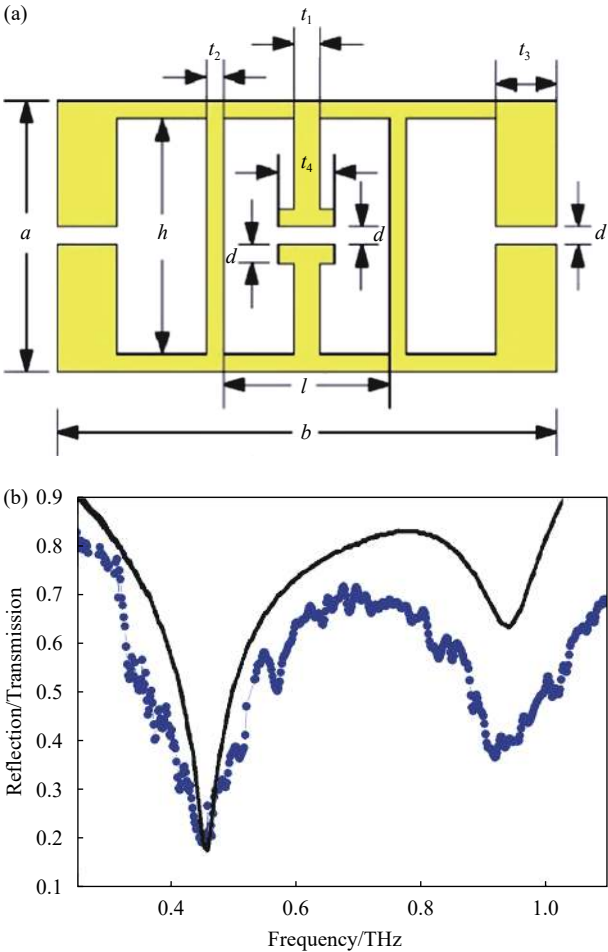 (a)
t1
t2
t3
t4
a
h
d
d
d
l
b
(b)
0.9
0.8
0.7
0.6
0.5
0.4
0.3
0.2
0.1
Reflection/Transmission
0.4 0.6 0.8 1.0
Frequency/THz